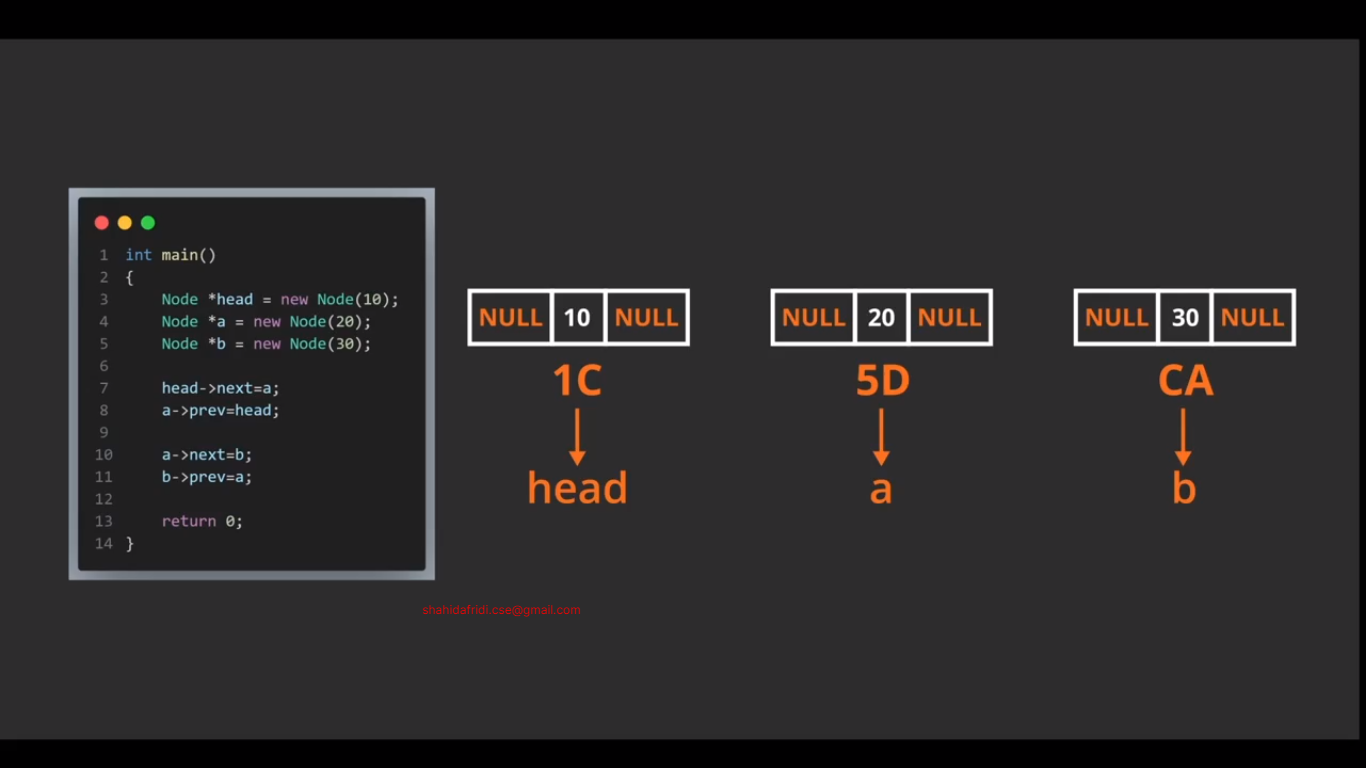 1 int main()
2 {
3 Node *head = new Node(10);
4 Node *a = new Node(20);
5 Node *b = new Node(30);
6
7 head->next=a;
8 a->prev=head;
9
10 a->next=b;
11 b->prev=a;
12
13 return 0;
14 }
NULL 10 NULL
1C
head
NULL 20 NULL
5D
a
NULL 30 NULL
CA
b
shahidafridi.cse@gmail.com